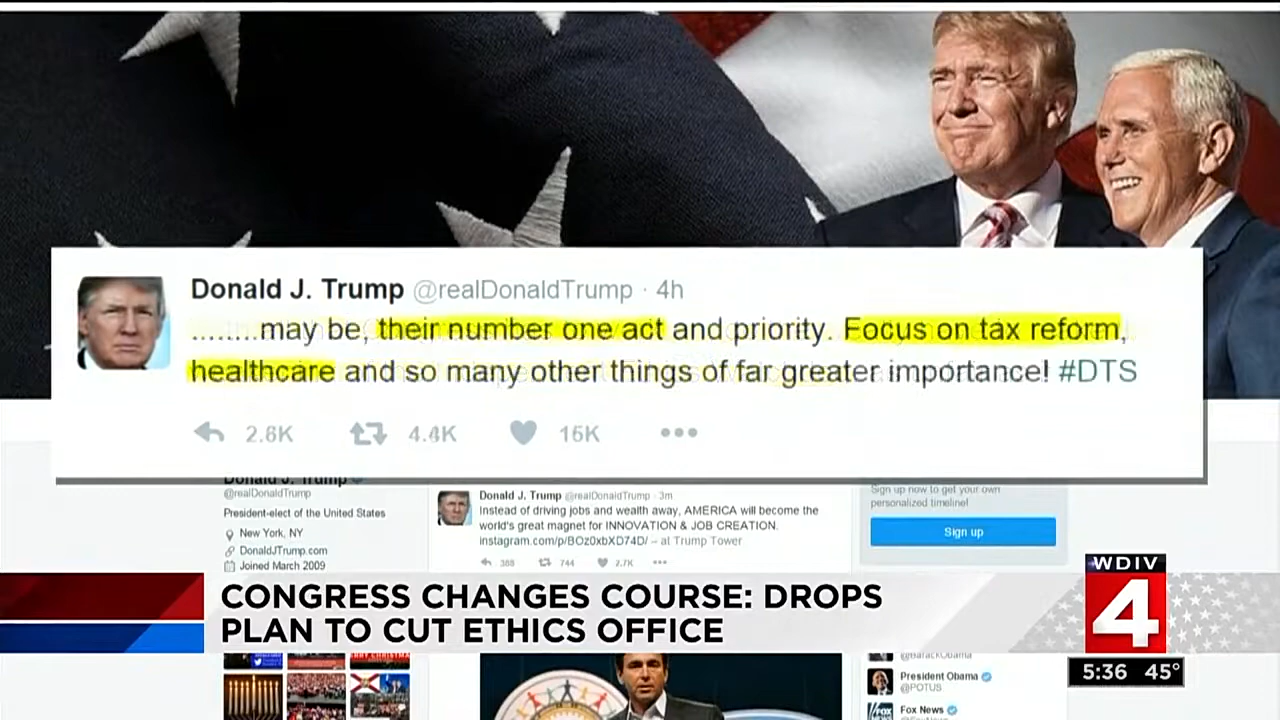 Donald J. Trump @realDonaldTrump · 4h
........may be, their number one act and priority. Focus on tax reform,
healthcare and so many other things of far greater importance! #DTS
2.6K 4.4K 15K •••
Donald J. Trump
@realDonaldTrump
President-elect of the United States
New York, NY
DonaldJTrump.com
Joined March 2009
Donald J. Trump @realDonaldTrump · 3m
Instead of driving jobs and wealth away, AMERICA will become the
world's great magnet for INNOVATION & JOB CREATION.
instagram.com/p/BOz0xbXD74D/ – at Trump Tower
388 744 2.7K •••
Sign up now to get your own
personalized timeline!
Sign up
CONGRESS CHANGES COURSE: DROPS
PLAN TO CUT ETHICS OFFICE
WDIV
4
5:36 45°
@BarackObama
President Obama
@POTUS
Fox News
FOX
NEWS